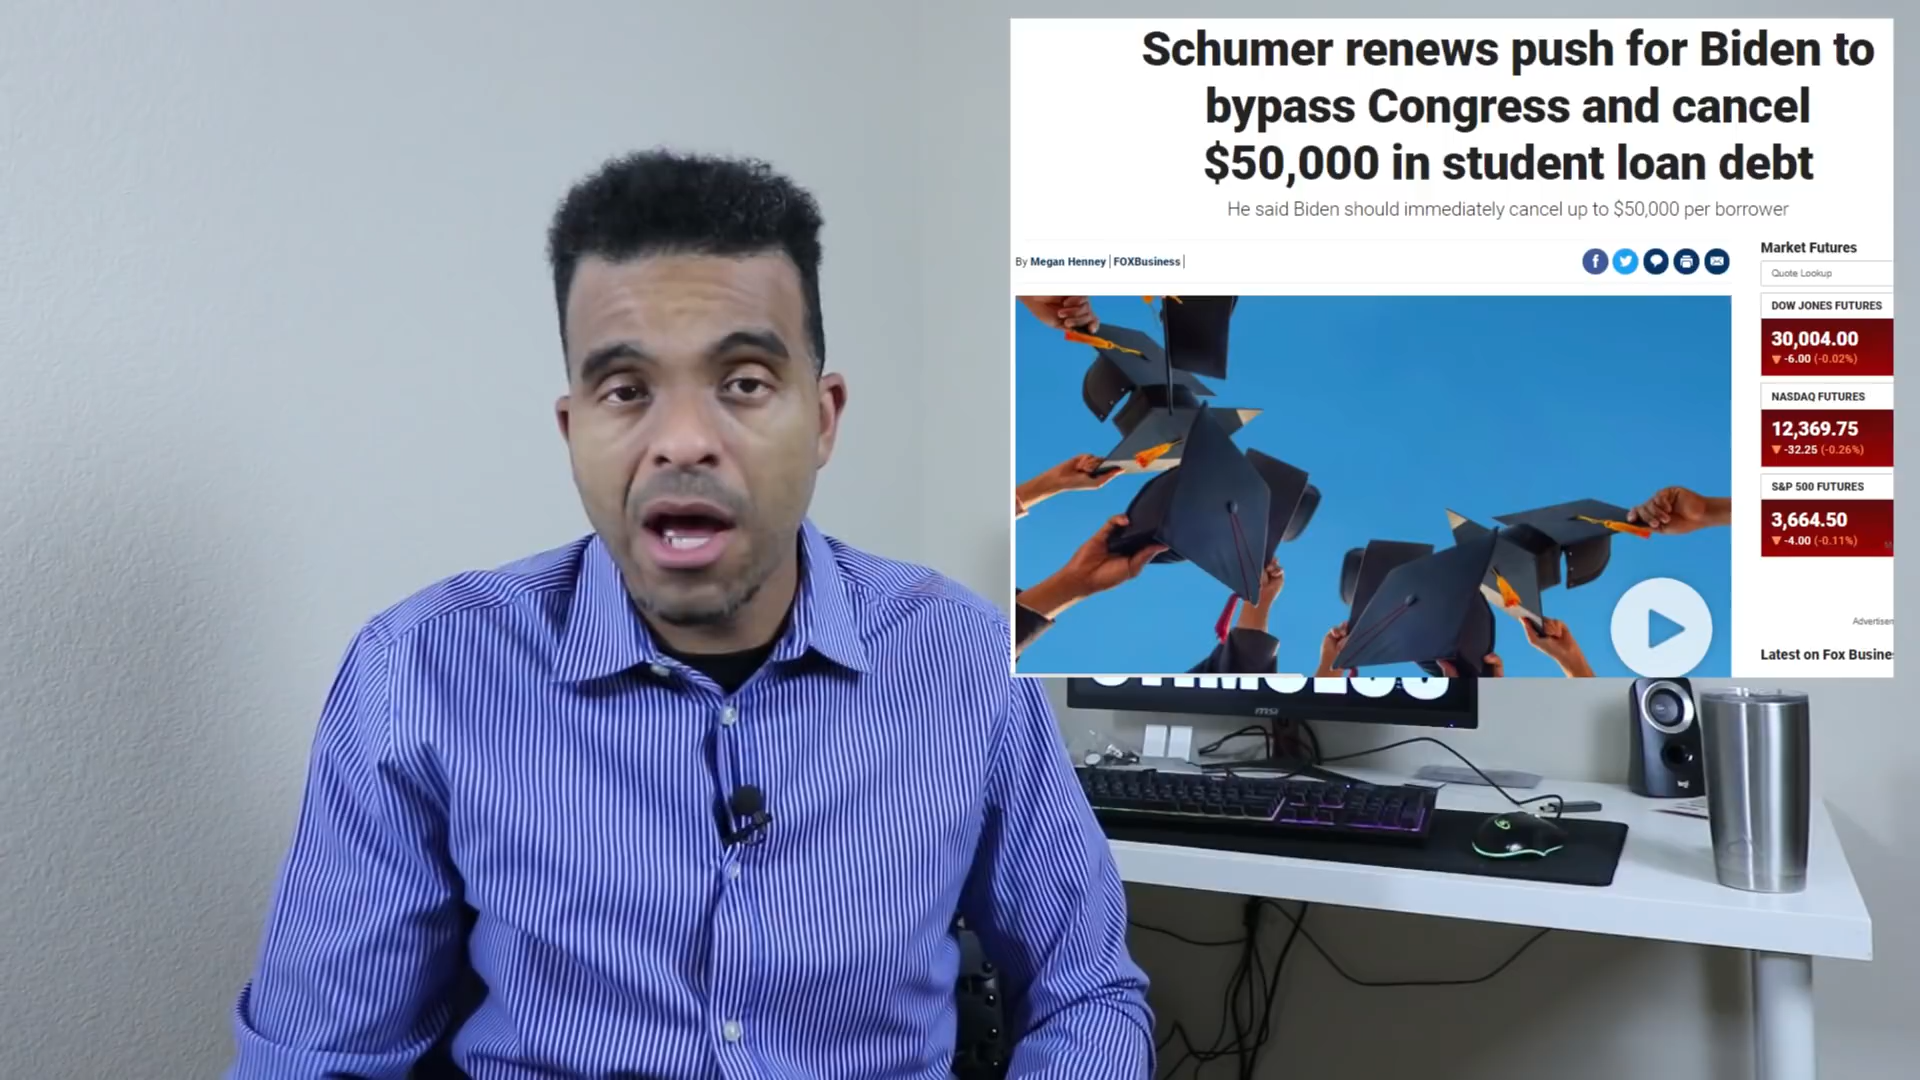 Schumer renews push for Biden to
bypass Congress and cancel
$50,000 in student loan debt
He said Biden should immediately cancel up to $50,000 per borrower
By Megan Henney | FOXBusiness |
Market Futures
Quote Lookup
DOW JONES FUTURES
30,004.00
▼ -6.00 (-0.02%)
NASDAQ FUTURES
12,369.75
▼ -32.25 (-0.26%)
S&P 500 FUTURES
3,664.50
▼ -4.00 (-0.11%)
Advertisem
Latest on Fox Busine
msi